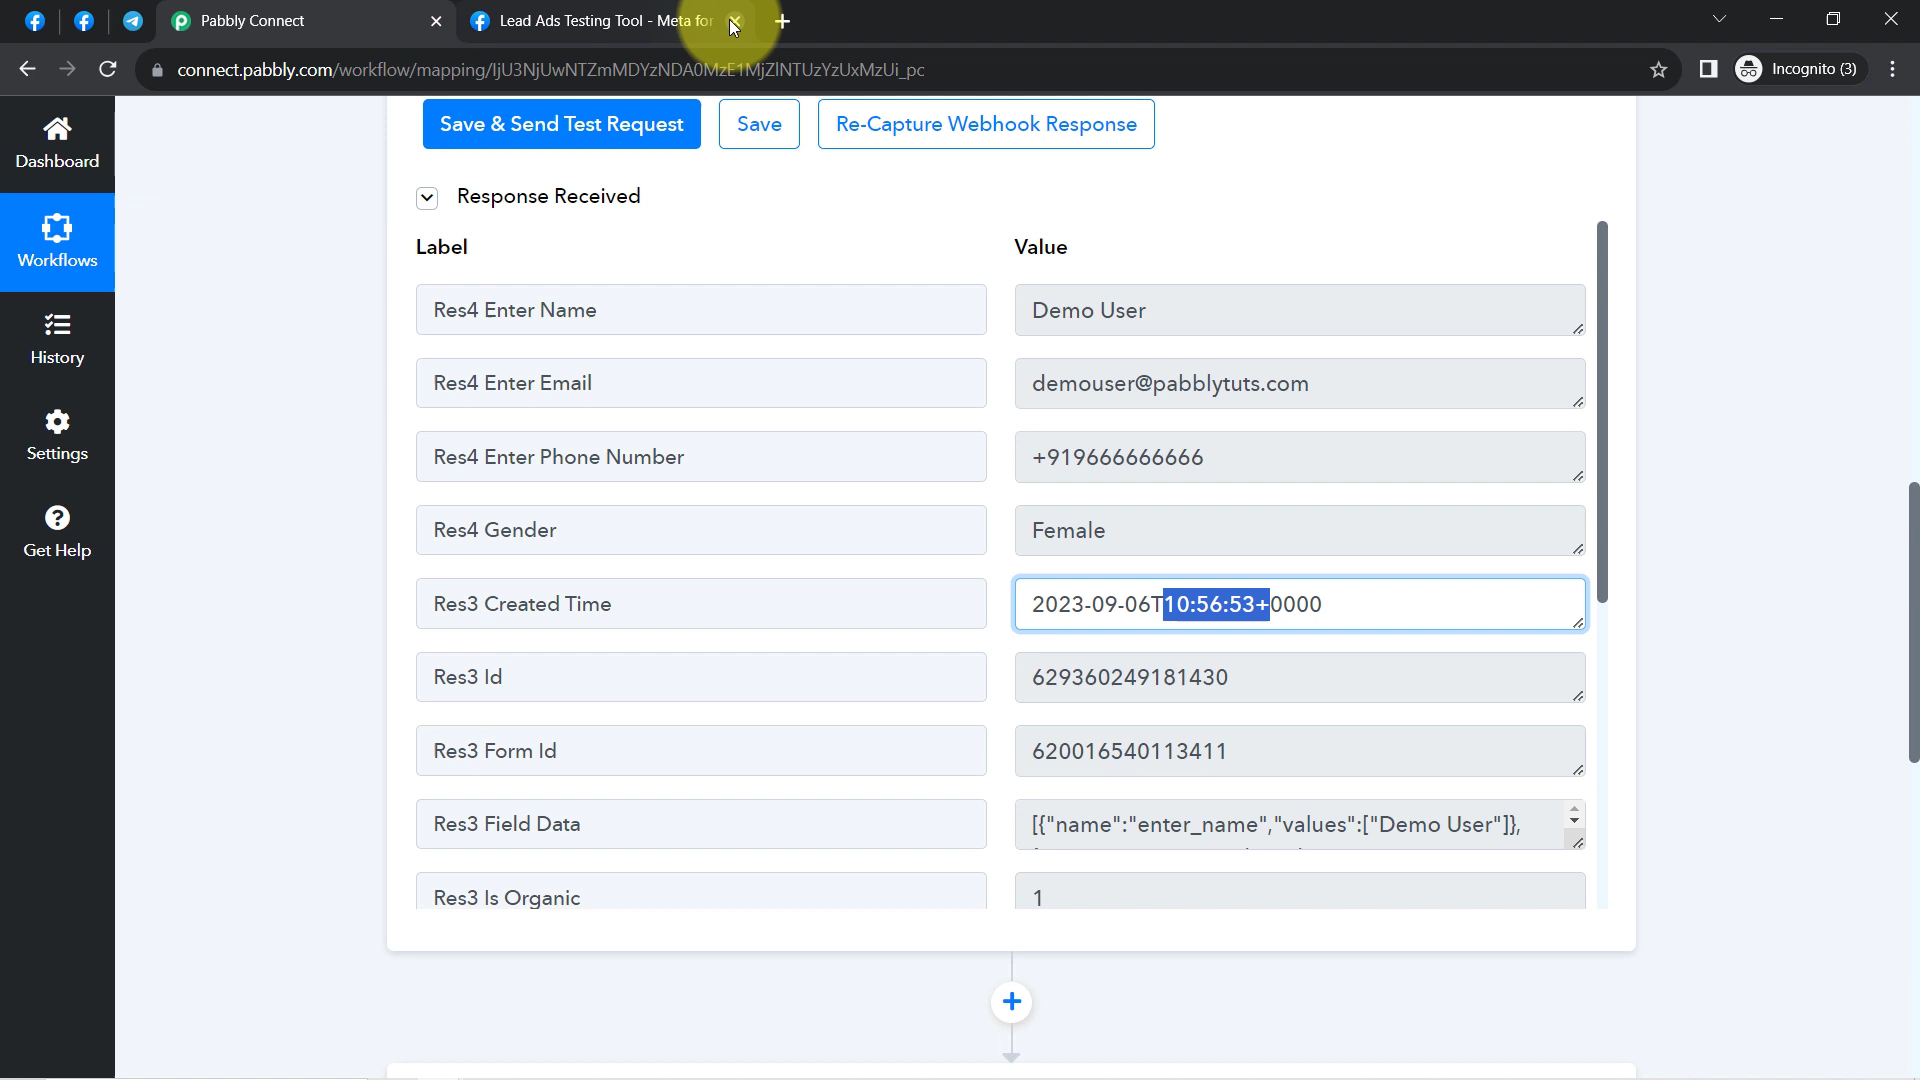 Pabbly Connect
Lead Ads Testing Tool - Meta for
connect.pabbly.com/workflow/mapping/IjU3NjUwNTZmMDYzNDA0MzE1MjZlNTUzYzUxMzUi_pc
Incognito (3)
Dashboard
Workflows
History
Settings
Get Help
Save & Send Test Request
Save
Re-Capture Webhook Response
Response Received
Label
Value
Res4 Enter Name
Demo User
Res4 Enter Email
demouser@pabblytuts.com
Res4 Enter Phone Number
+919666666666
Res4 Gender
Female
Res3 Created Time
2023-09-06T10:56:53+0000
Res3 Id
629360249181430
Res3 Form Id
620016540113411
Res3 Field Data
[{"name":"enter_name","values":["Demo User"]},
Res3 Is Organic
1